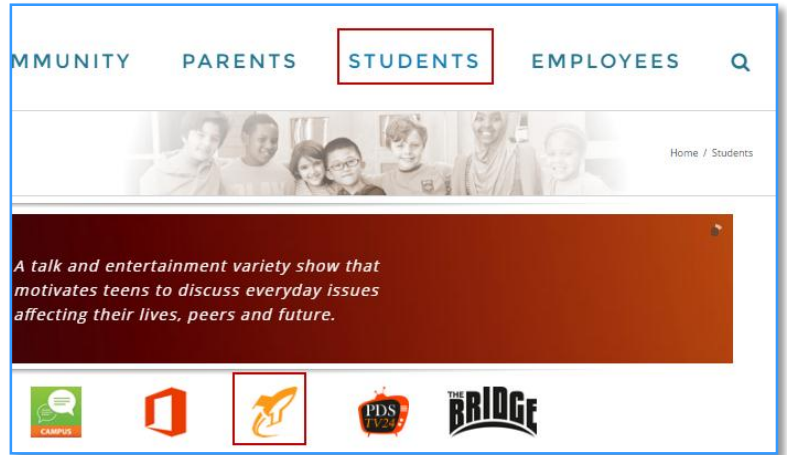 MMUNITY PARENTS STUDENTS EMPLOYEES
Home / Students
A talk and entertainment variety show that
motivates teens to discuss everyday issues
affecting their lives, peers and future.
CAMPUS
PDS
TV24
THE
BRIDGE